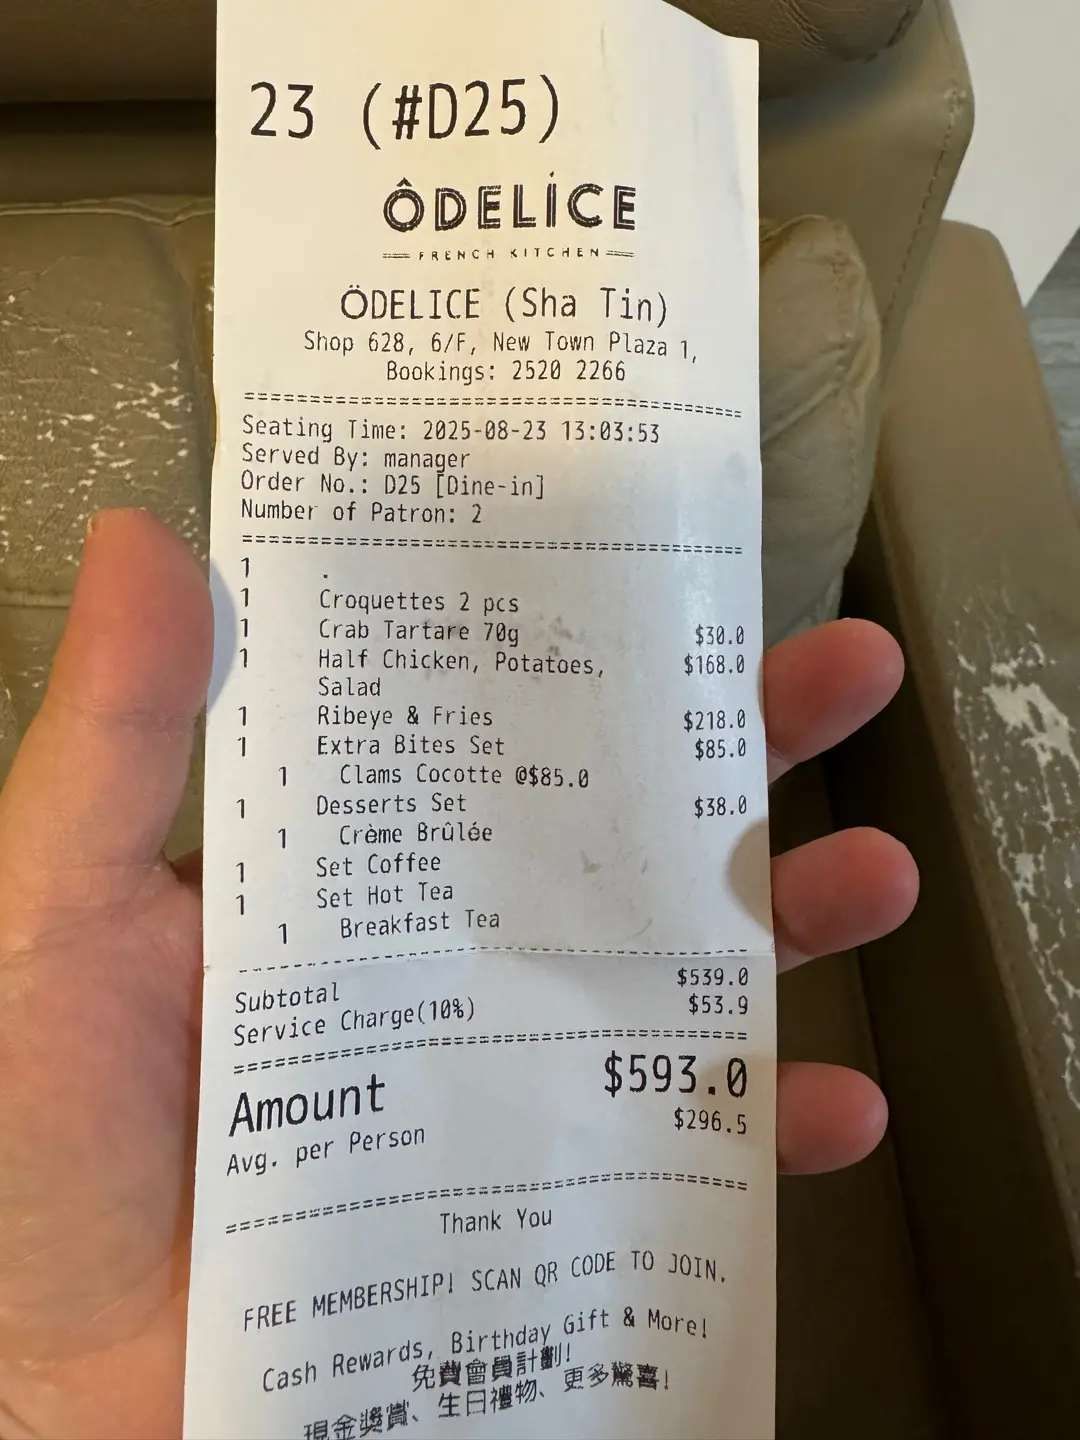 23 (#D25)
ÔDELİCE
FRENCH KITCHEN
ÖDELICE (Sha Tin)
Shop 628, 6/F, New Town Plaza 1,
Bookings: 2520 2266
Seating Time: 2025-08-23 13:03:53
Served By: manager
Order No.: D25 [Dine-in]
Number of Patron: 2
1 .
1 Croquettes 2 pcs
1 Crab Tartare 70g $30.0
1 Half Chicken, Potatoes, $168.0
Salad
1 Ribeye & Fries $218.0
1 Extra Bites Set $85.0
1 Clams Cocotte @$85.0
1 Desserts Set $38.0
1 Crème Brûlée
1 Set Coffee
1 Set Hot Tea
1 Breakfast Tea
Subtotal $539.0
Service Charge(10%) $53.9
Amount $593.0
Avg. per Person $296.5
Thank You
FREE MEMBERSHIP! SCAN QR CODE TO JOIN.
Cash Rewards, Birthday Gift & More!
免費會員計劃!
現金獎賞、生日禮物、更多驚喜!